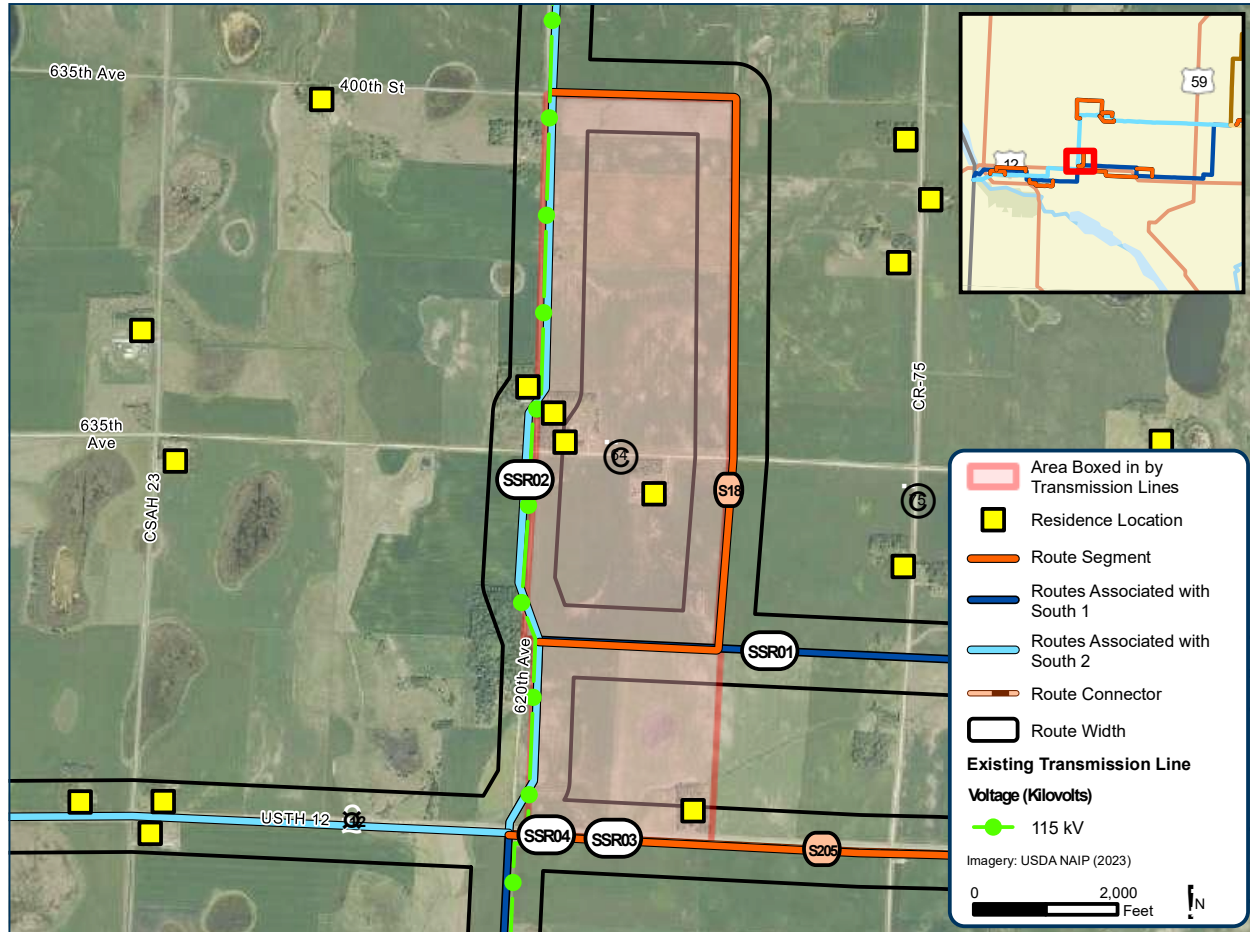 635th Ave
400th St
59
12
635th
Ave
CR-75
CSAH 23
SSR02
S18
620th Ave
SSR01
USTH 12
SSR04
SSR03
S205
Area Boxed in by
Transmission Lines
Residence Location
Route Segment
Routes Associated with
South 1
Routes Associated with
South 2
Route Connector
Route Width
Existing Transmission Line
Voltage (Kilovolts)
115 kV
Imagery: USDA NAIP (2023)
0
2,000
Feet
N